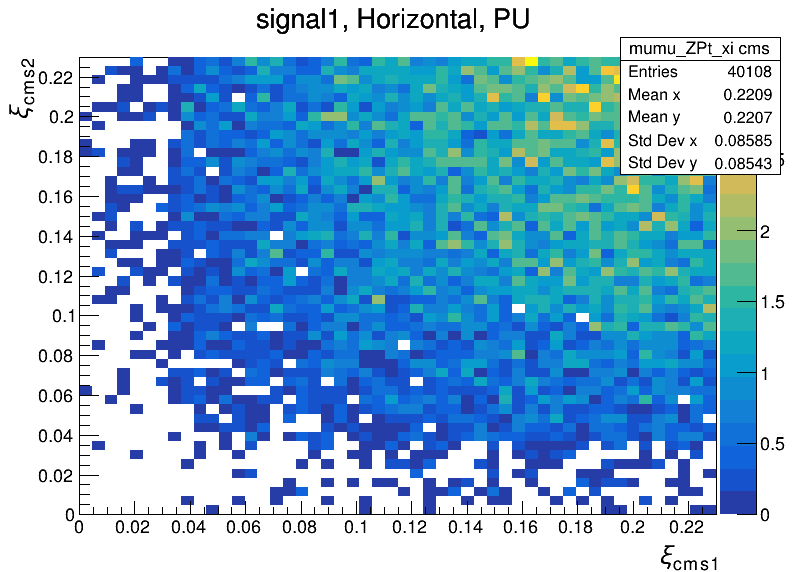 signal1, Horizontal, PU
mumu_ZPt_xi cms
Entries 40108
Mean x 0.2209
Mean y 0.2207
Std Dev x 0.08585
Std Dev y 0.08543
ξcms2
0.22
0.2
0.18
0.16
0.14
0.12
0.1
0.08
0.06
0.04
0.02
0
5
2
1.5
1
0.5
0
0 0.02 0.04 0.06 0.08 0.1 0.12 0.14 0.16 0.18 0.2 0.22
ξcms1